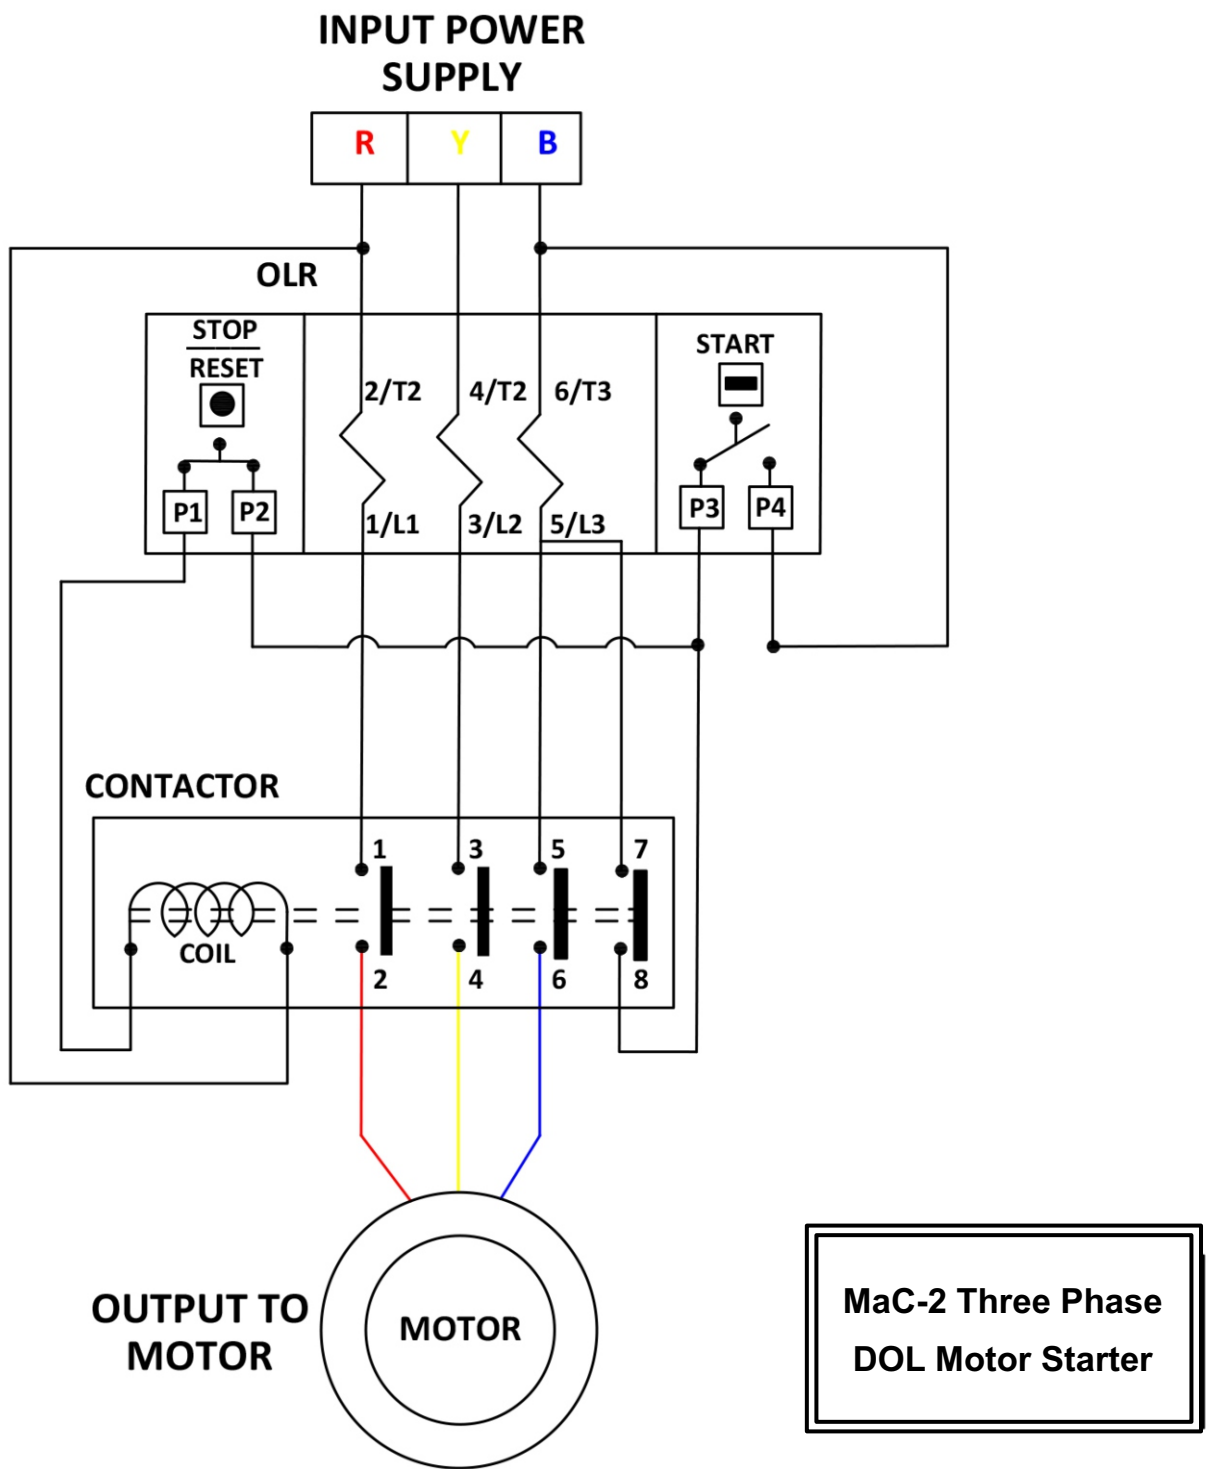 INPUT POWER
SUPPLY
R Y B
OLR
STOP
RESET
START
2/T2 4/T2 6/T3
P1 P2
P3 P4
1/L1 3/L2 5/L3
CONTACTOR
1 3 5 7
COIL
2 4 6 8
OUTPUT TO
MOTOR
MOTOR
MaC-2 Three Phase
DOL Motor Starter